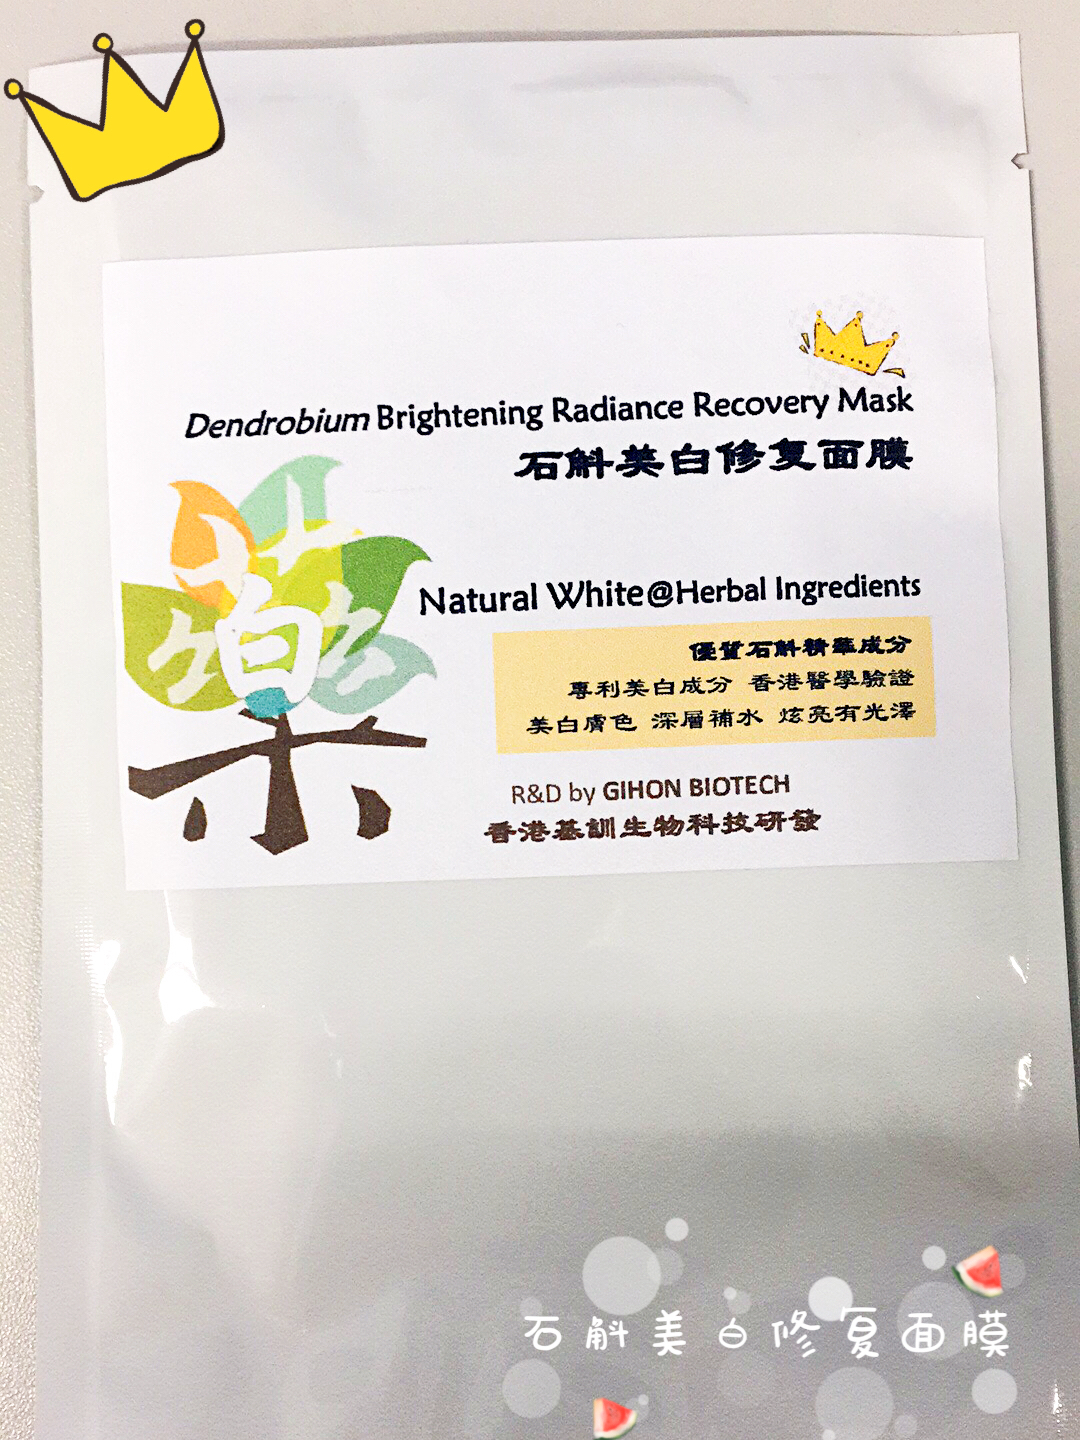 Dendrobium Brightening Radiance Recovery Mask
石斛美白修复面膜
Natural White@Herbal Ingredients
優質石斛精華成分
專利美白成分 香港醫學驗證
美白膚色 深層補水 炫亮有光澤
樂
R&D by GIHON BIOTECH
香港基訓生物科技研發
石斛美白修复面膜